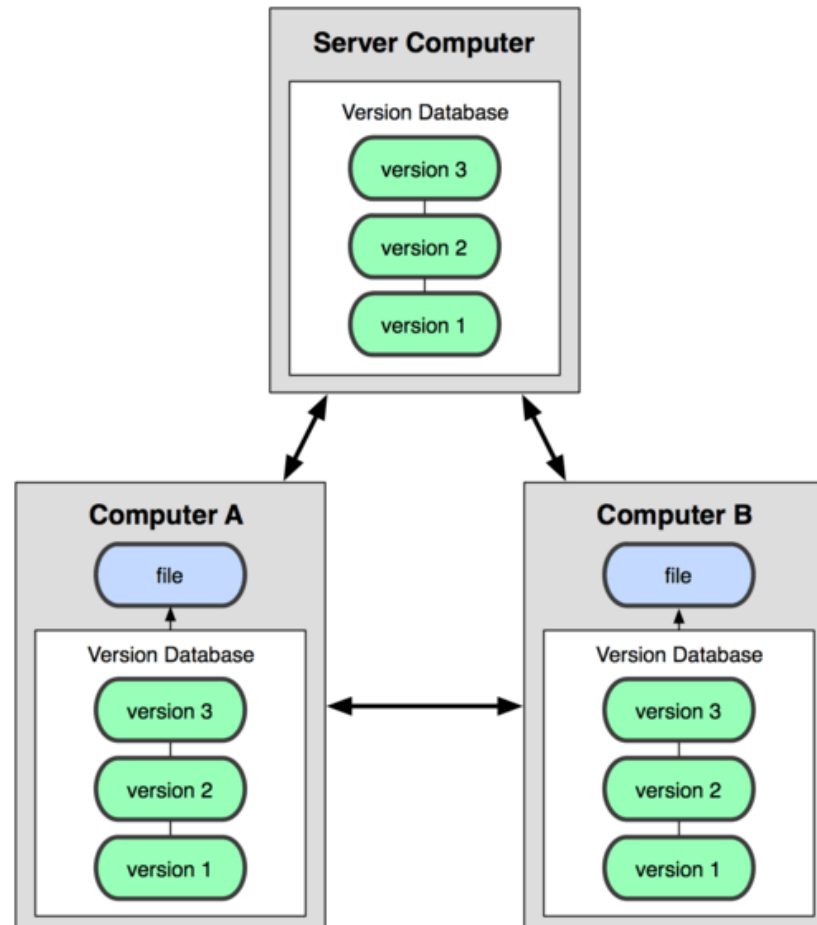 Server Computer
Version Database
version 3
version 2
version 1
Computer A
file
Version Database
version 3
version 2
version 1
Computer B
file
Version Database
version 3
version 2
version 1